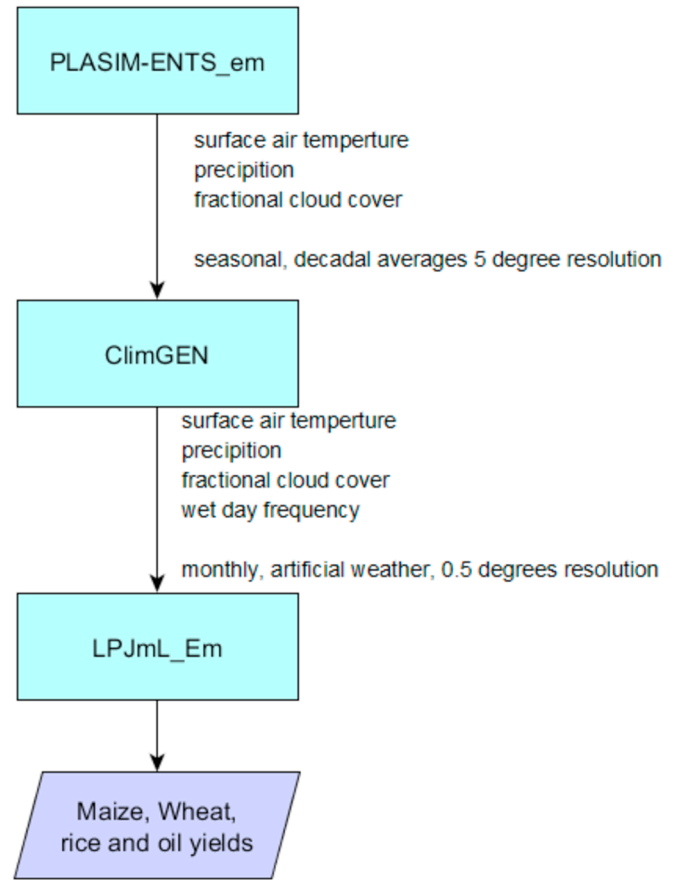 PLASIM-ENTS_em
surface air temperture
precipition
fractional cloud cover
seasonal, decadal averages 5 degree resolution
ClimGEN
surface air temperture
precipition
fractional cloud cover
wet day frequency
monthly, artificial weather, 0.5 degrees resolution
LPJmL_Em
Maize, Wheat,
rice and oil yields